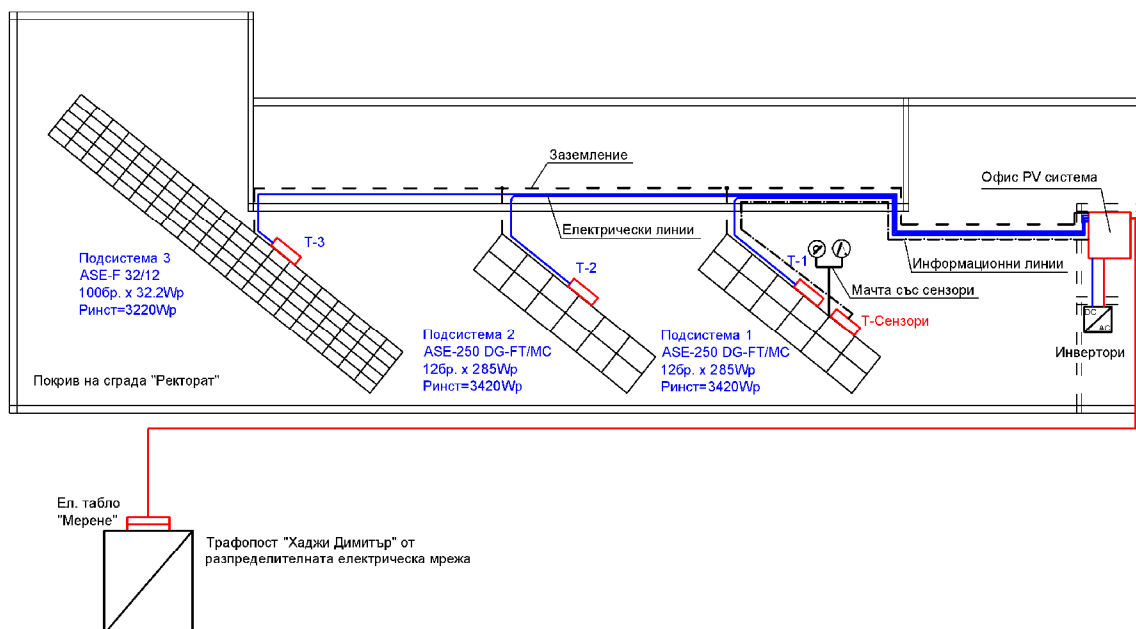 Заземление
Офис PV система
Електрически линии
Т-3
Подсистема 3
ASE-F 32/12
100бр. x 32.2Wp
Pинст=3220Wp
Т-2
Т-1
Информационни линии
Мачта със сензори
Т-Сензори
DC
AC
Инвертори
Подсистема 2
ASE-250 DG-FT/MC
12бр. x 285Wp
Pинст=3420Wp
Подсистема 1
ASE-250 DG-FT/MC
12бр. x 285Wp
Pинст=3420Wp
Покрив на сграда "Ректорат"
Ел. табло
"Мерене"
Трафопост "Хаджи Димитър" от
разпределителната електрическа мрежа